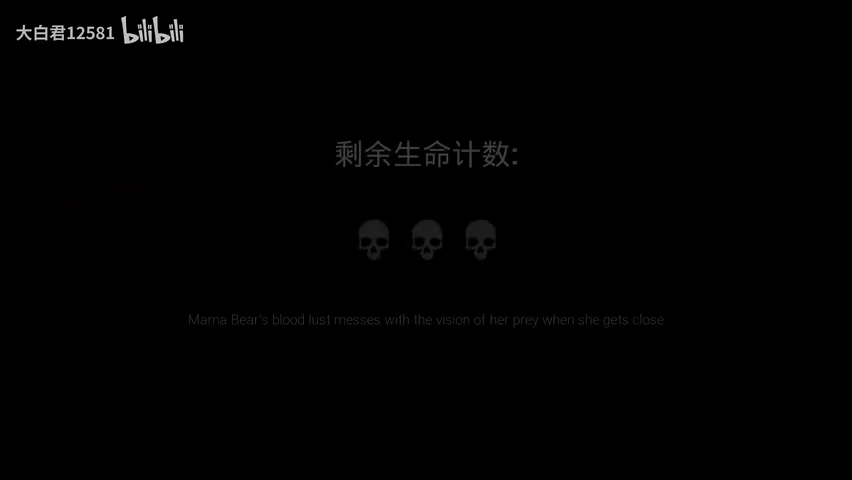 大白君12581 bilibili
剩余生命计数:
Mama Bear's blood lust messes with the vision of her prey when she gets close